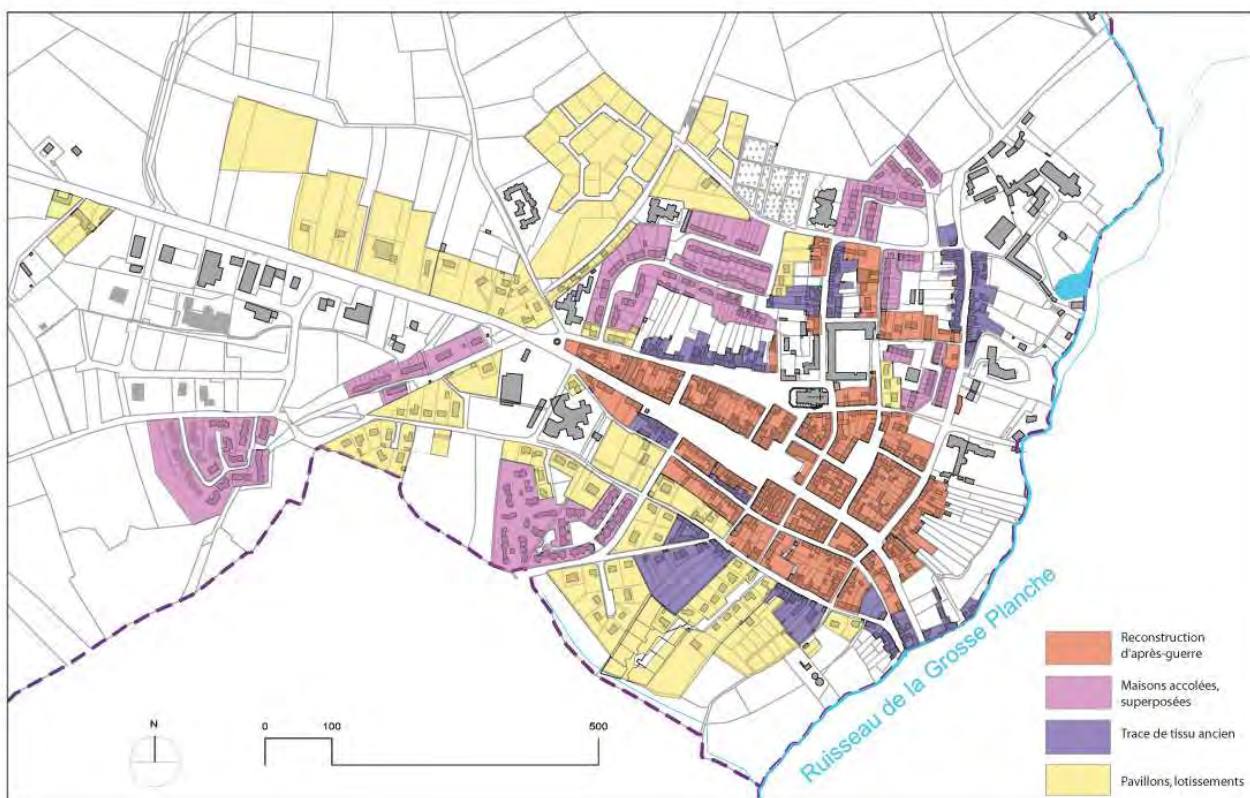 Ruisseau de la Grosse Planche
Reconstruction
d'après-guerre
Maisons accolées,
superposées
Trace de tissu ancien
Pavillons, lotissements
N
0 100 500